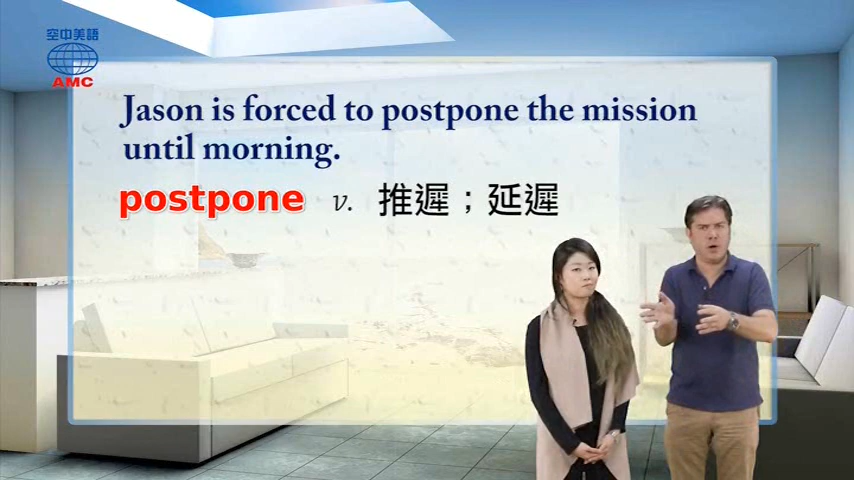 空中美語
AMC
Jason is forced to postpone the mission
until morning.
postpone v. 推遲；延遲